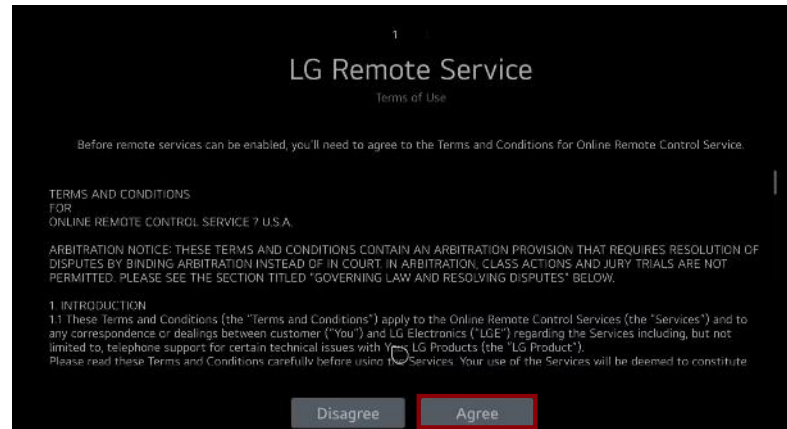 1
LG Remote Service
Terms of Use
Before remote services can be enabled, you'll need to agree to the Terms and Conditions for Online Remote Control Service.
TERMS AND CONDITIONS
FOR
ONLINE REMOTE CONTROL SERVICE ? U.S.A.
ARBITRATION NOTICE: THESE TERMS AND CONDITIONS CONTAIN AN ARBITRATION PROVISION THAT REQUIRES RESOLUTION OF
DISPUTES BY BINDING ARBITRATION INSTEAD OF IN COURT. IN ARBITRATION, CLASS ACTIONS AND JURY TRIALS ARE NOT
PERMITTED. PLEASE SEE THE SECTION TITLED "GOVERNING LAW AND RESOLVING DISPUTES" BELOW.
1. INTRODUCTION
1.1 These Terms and Conditions (the "Terms and Conditions") apply to the Online Remote Control Services (the "Services") and to
any correspondence or dealings between customer ("You") and LG Electronics ("LGE") regarding the Services including, but not
limited to, telephone support for certain technical issues with Your LG Products (the "LG Product").
Please read these Terms and Conditions carefully before using the Services. Your use of the Services will be deemed to constitute
Disagree Agree